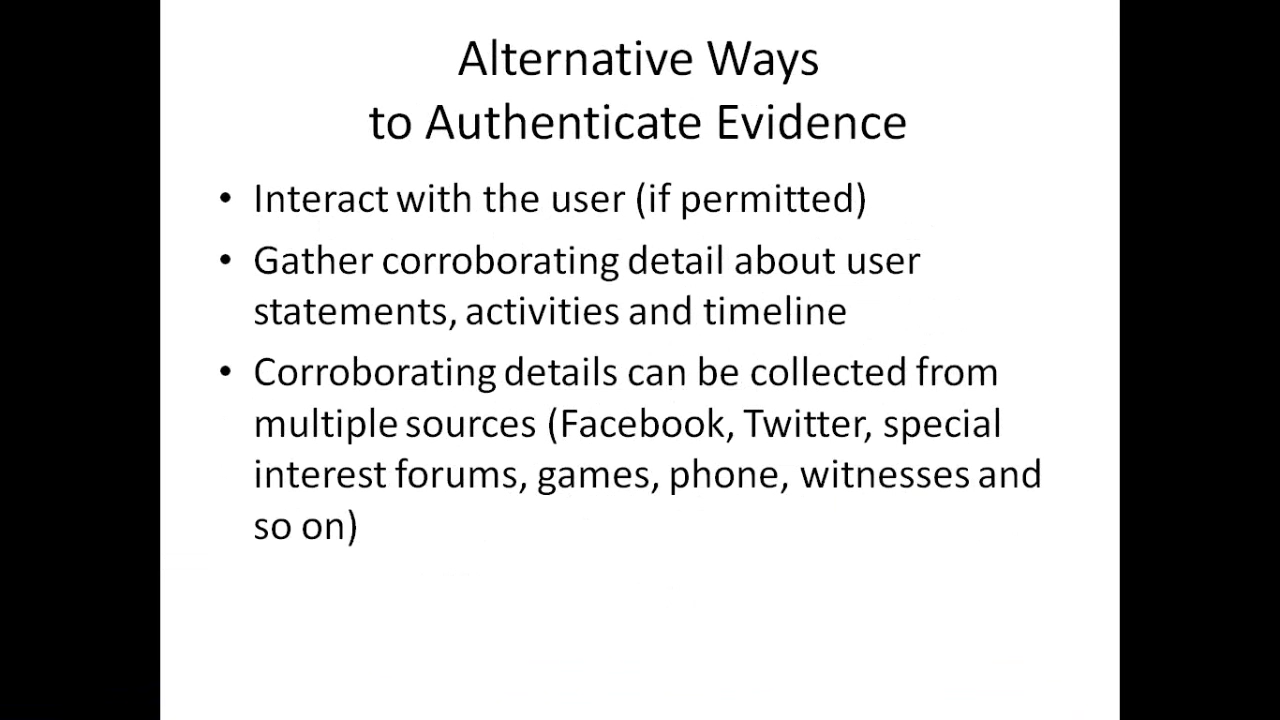 Alternative Ways
to Authenticate Evidence
• Interact with the user (if permitted)
• Gather corroborating detail about user
statements, activities and timeline
• Corroborating details can be collected from
multiple sources (Facebook, Twitter, special
interest forums, games, phone, witnesses and
so on)